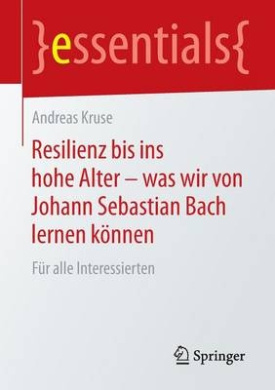 }essentials{
Andreas Kruse
Resilienz bis ins
hohe Alter – was wir von
Johann Sebastian Bach
lernen können
Für alle Interessierten
Springer